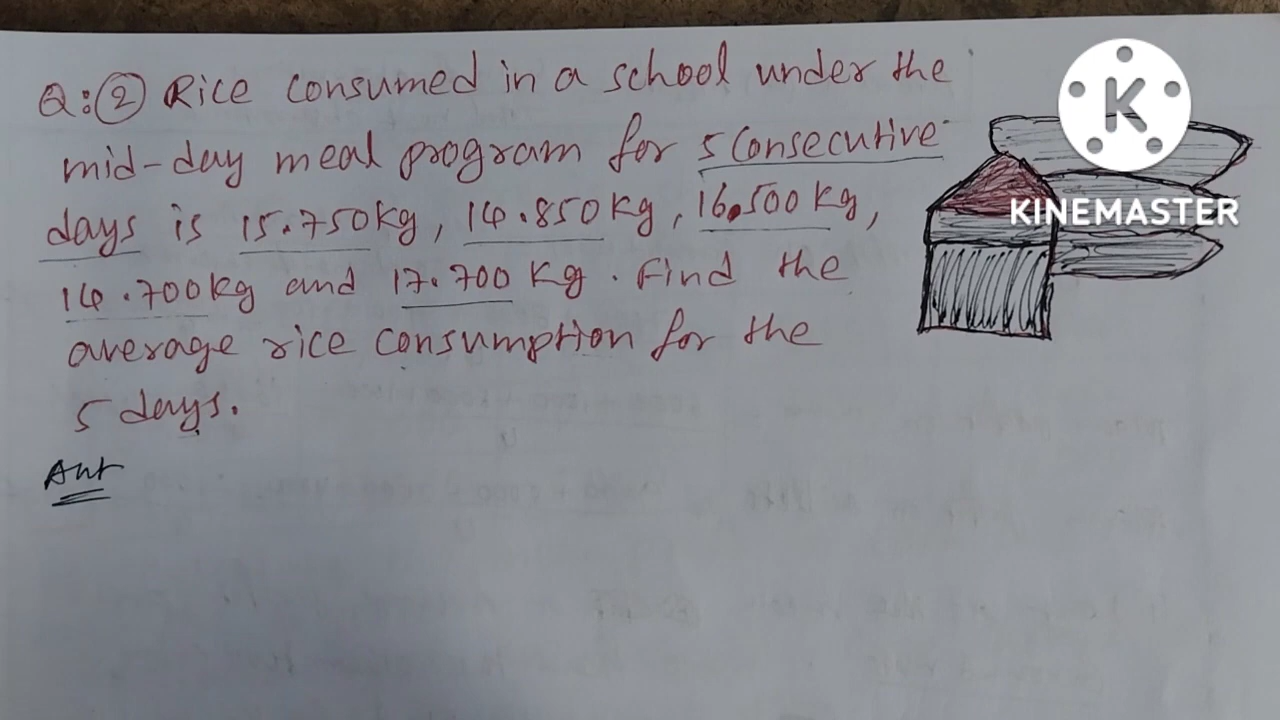 Q:② Rice consumed in a school under the
mid-day meal program for 5 consecutive
days is 15.750kg, 14.850kg, 16.500kg,
14.700kg and 17.700 kg. Find the
average rice consumption for the
5 days.
Ans
K
KINEMASTER